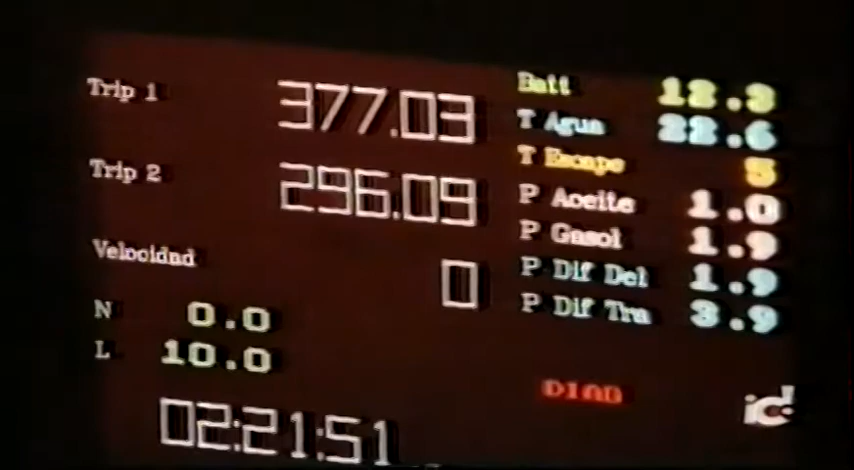 Trip 1 377.03
Trip 2 296.09
Velocidad 0
N 0.0
L 10.0
02:21:51
Batt 12.3
T Agua 22.6
T Escape 5
P Aceite 1.0
P Gasol 1.9
P Dif Del 1.9
P Dif Tra 3.9
DIAD
icd